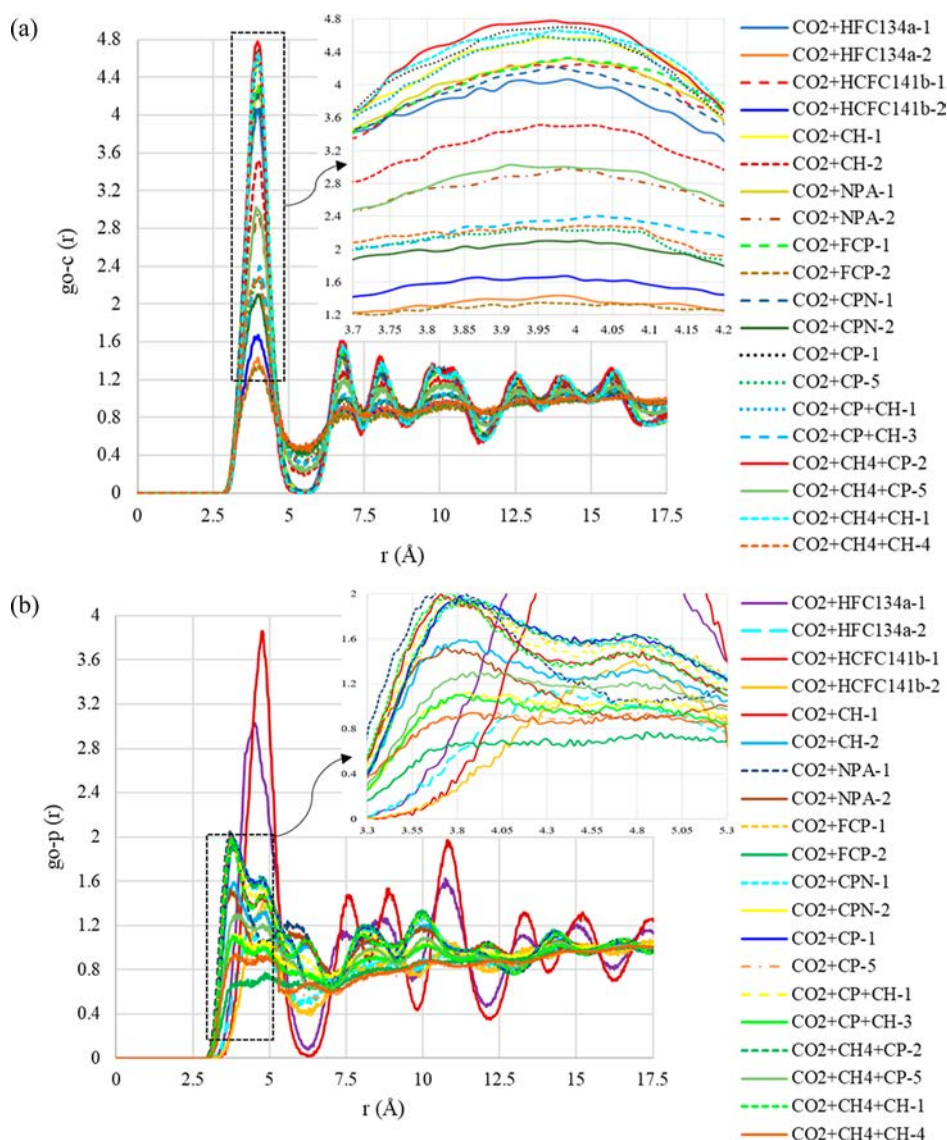 (a)
4.8
4.4
4
3.6
3.2
2.8
2.4
2
1.6
1.2
0.8
0.4
0
go-c (r)
0
2.5
5
7.5
10
12.5
15
17.5
r (Å)
4.8
4.4
4
3.6
3.2
2.8
2.4
2
1.6
1.2
3.7
3.75
3.8
3.85
3.9
3.95
4
4.05
4.1
4.15
4.2
CO2+HFC134a-1
CO2+HFC134a-2
CO2+HCFC141b-1
CO2+HCFC141b-2
CO2+CH-1
CO2+CH-2
CO2+NPA-1
CO2+NPA-2
CO2+FCP-1
CO2+FCP-2
CO2+CPN-1
CO2+CPN-2
CO2+CP-1
CO2+CP-5
CO2+CP+CH-1
CO2+CP+CH-3
CO2+CH4+CP-2
CO2+CH4+CP-5
CO2+CH4+CH-1
CO2+CH4+CH-4
(b)
4
3.6
3.2
2.8
2.4
2
1.6
1.2
0.8
0.4
0
go-p (r)
0
2.5
5
7.5
10
12.5
15
17.5
r (Å)
2
1.6
1.2
0.8
0.4
0
3.3
3.55
3.8
4.05
4.3
4.55
4.8
5.05
5.3
CO2+HFC134a-1
CO2+HFC134a-2
CO2+HCFC141b-1
CO2+HCFC141b-2
CO2+CH-1
CO2+CH-2
CO2+NPA-1
CO2+NPA-2
CO2+FCP-1
CO2+FCP-2
CO2+CPN-1
CO2+CPN-2
CO2+CP-1
CO2+CP-5
CO2+CP+CH-1
CO2+CP+CH-3
CO2+CH4+CP-2
CO2+CH4+CP-5
CO2+CH4+CH-1
CO2+CH4+CH-4